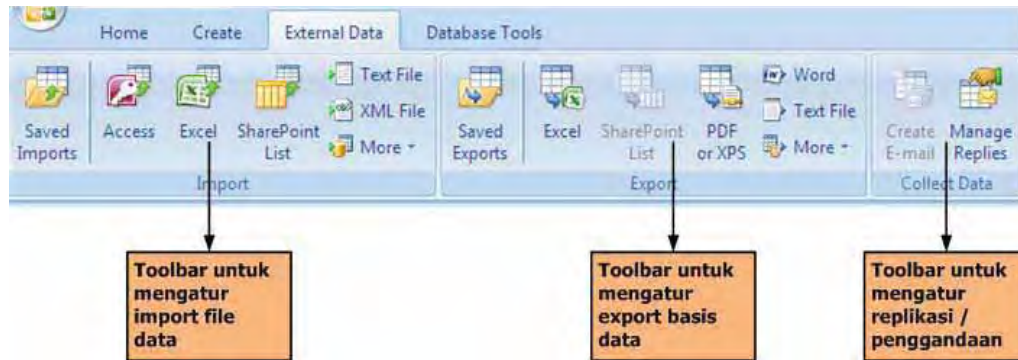 Home Create External Data Database Tools
Saved Imports
Access
Excel
SharePoint List
Text File
XML File
More
Import
Saved Exports
Excel
SharePoint List
PDF or XPS
Word
Text File
More
Export
Create E-mail
Manage Replies
Collect Data
Toolbar untuk
mengatur
import file
data
Toolbar untuk
mengatur
export basis
data
Toolbar untuk
mengatur
replikasi /
penggandaan